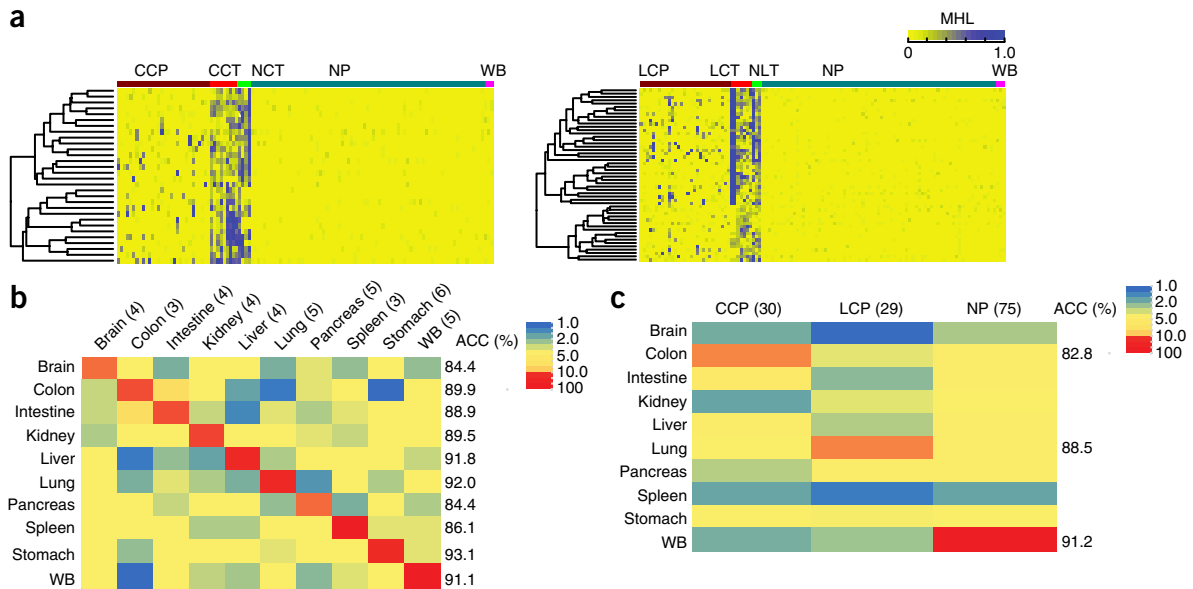 a
MHL
0 1.0
CCP CCT NCT NP WB
LCP LCT NLT NP WB
b
Brain (4)
Colon (3)
Intestine (4)
Kidney (4)
Liver (4)
Lung (5)
Pancreas (5)
Spleen (3)
Stomach (6)
WB (5)
ACC (%)
1.0
2.0
5.0
10.0
100
Brain 84.4
Colon 89.9
Intestine 88.9
Kidney 89.5
Liver 91.8
Lung 92.0
Pancreas 84.4
Spleen 86.1
Stomach 93.1
WB 91.1
c
CCP (30) LCP (29) NP (75) ACC (%)
1.0
2.0
5.0
10.0
100
Brain
Colon 82.8
Intestine
Kidney
Liver
Lung 88.5
Pancreas
Spleen
Stomach
WB 91.2